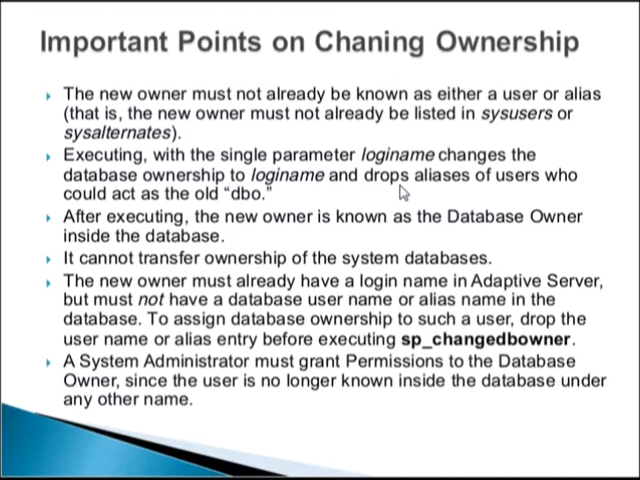 Important Points on Chaning Ownership
The new owner must not already be known as either a user or alias
(that is, the new owner must not already be listed in sysusers or
sysalternates).
Executing, with the single parameter loginame changes the
database ownership to loginame and drops aliases of users who
could act as the old “dbo.”
After executing, the new owner is known as the Database Owner
inside the database.
It cannot transfer ownership of the system databases.
The new owner must already have a login name in Adaptive Server,
but must not have a database user name or alias name in the
database. To assign database ownership to such a user, drop the
user name or alias entry before executing sp_changedbowner.
A System Administrator must grant Permissions to the Database
Owner, since the user is no longer known inside the database under
any other name.